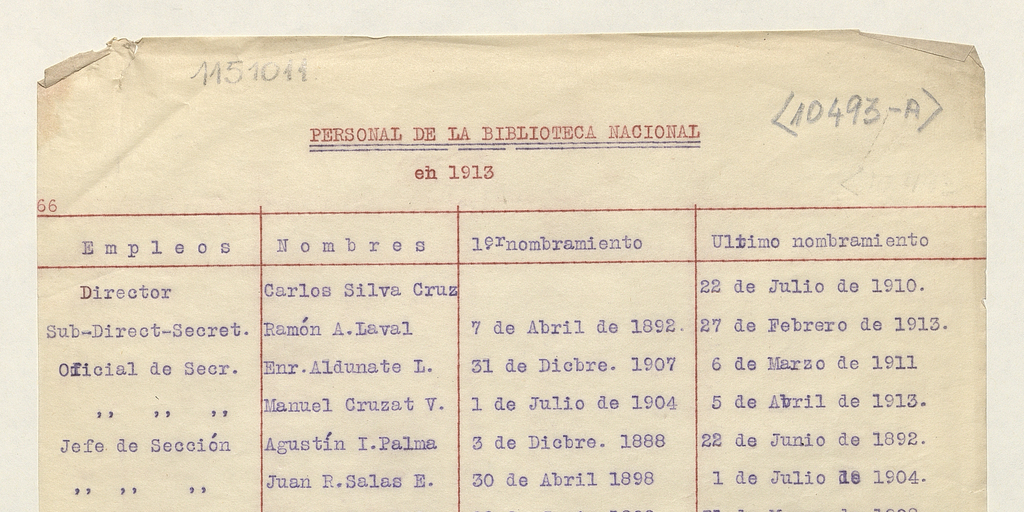 1151011
<10493,-A>
PERSONAL DE LA BIBLIOTECA NACIONAL
en 1913
66
Empleos Nombres 1ºr nombramiento Ultimo nombramiento
Director Carlos Silva Cruz 22 de Julio de 1910.
Sub-Direct-Secret. Ramón A.Laval 7 de Abril de 1892. 27 de Febrero de 1913.
Oficial de Secr. Enr.Aldunate L. 31 de Dicbre. 1907 6 de Marzo de 1911
,, ,, ,, Manuel Cruzat V. 1 de Julio de 1904 5 de Abril de 1913.
Jefe de Sección Agustín I.Palma 3 de Dicbre. 1888 22 de Junio de 1892.
,, ,, ,, Juan R.Salas E. 30 de Abril 1898 1 de Julio de 1904.